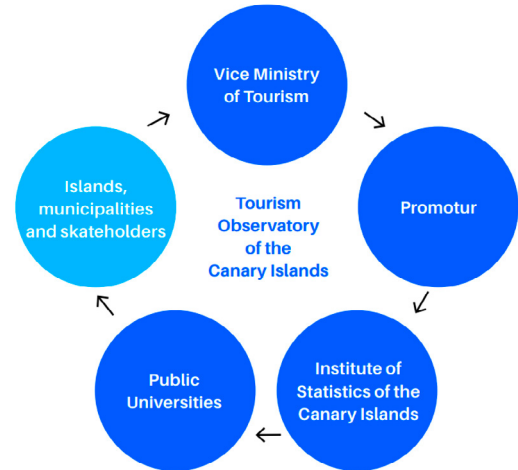 Vice Ministry
of Tourism
Islands,
municipalities
and skateholders
Tourism
Observatory
of the
Canary Islands
Promotur
Public
Universities
Institute of
Statistics of the
Canary Islands